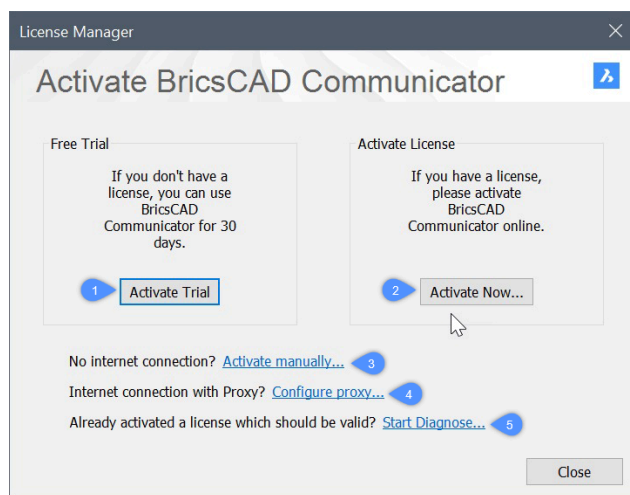 License Manager
Activate BricsCAD Communicator
Free Trial
If you don't have a
license, you can use
BricsCAD
Communicator for 30
days.
1
Activate Trial
Activate License
If you have a license,
please activate
BricsCAD
Communicator online.
2
Activate Now...
No internet connection? Activate manually... 3
Internet connection with Proxy? Configure proxy... 4
Already activated a license which should be valid? Start Diagnose... 5
Close